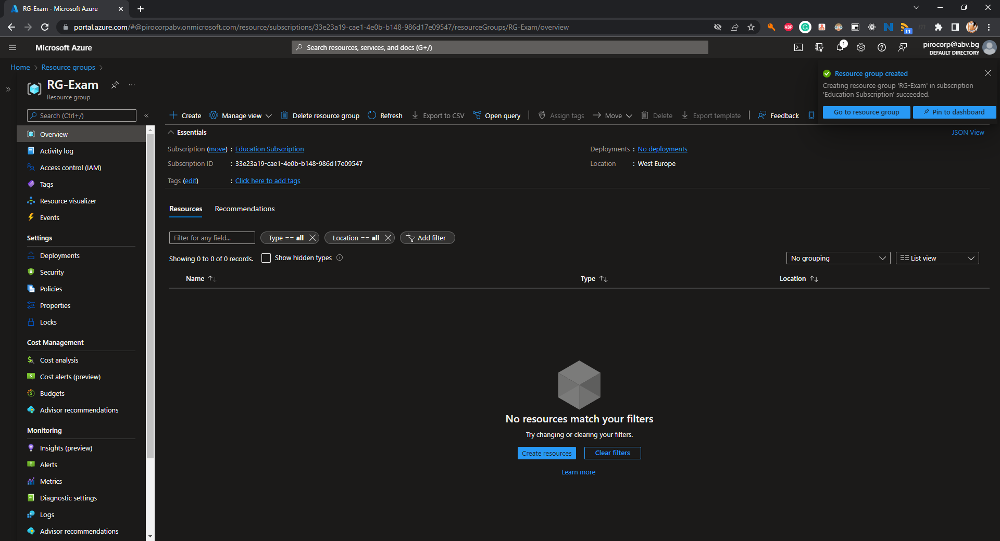 RG-Exam - Microsoft Azure
portal.azure.com/#@pirocorpabv.onmicrosoft.com/resource/subscriptions/33e23a19-cae1-4e0b-b148-986d17e09547/resourceGroups/RG-Exam/overview
ABP
11
Microsoft Azure
Search resources, services, and docs (G+/)
1
pirocorp@abv.bg
DEFAULT DIRECTORY
Home
Resource groups
RG-Exam
Resource group
Resource group created
Creating resource group 'RG-Exam' in subscription
'Education Subscription' succeeded.
Go to resource group
Pin to dashboard
Search (Ctrl+/)
Create
Manage view
Delete resource group
Refresh
Export to CSV
Open query
Assign tags
Move
Delete
Export template
Feedback
Overview
Activity log
Access control (IAM)
Tags
Resource visualizer
Events
Settings
Deployments
Security
Policies
Properties
Locks
Cost Management
Cost analysis
Cost alerts (preview)
Budgets
Advisor recommendations
Monitoring
Insights (preview)
Alerts
Metrics
Diagnostic settings
Logs
Advisor recommendations
Essentials
JSON View
Subscription (move) : Education Subscription
Deployments : No deployments
Subscription ID : 33e23a19-cae1-4e0b-b148-986d17e09547
Location : West Europe
Tags (edit) : Click here to add tags
Resources
Recommendations
Filter for any field...
Type == all
Location == all
Add filter
Showing 0 to 0 of 0 records.
Show hidden types
No grouping
List view
Name
Type
Location
No resources match your filters
Try changing or clearing your filters.
Create resources
Clear filters
Learn more